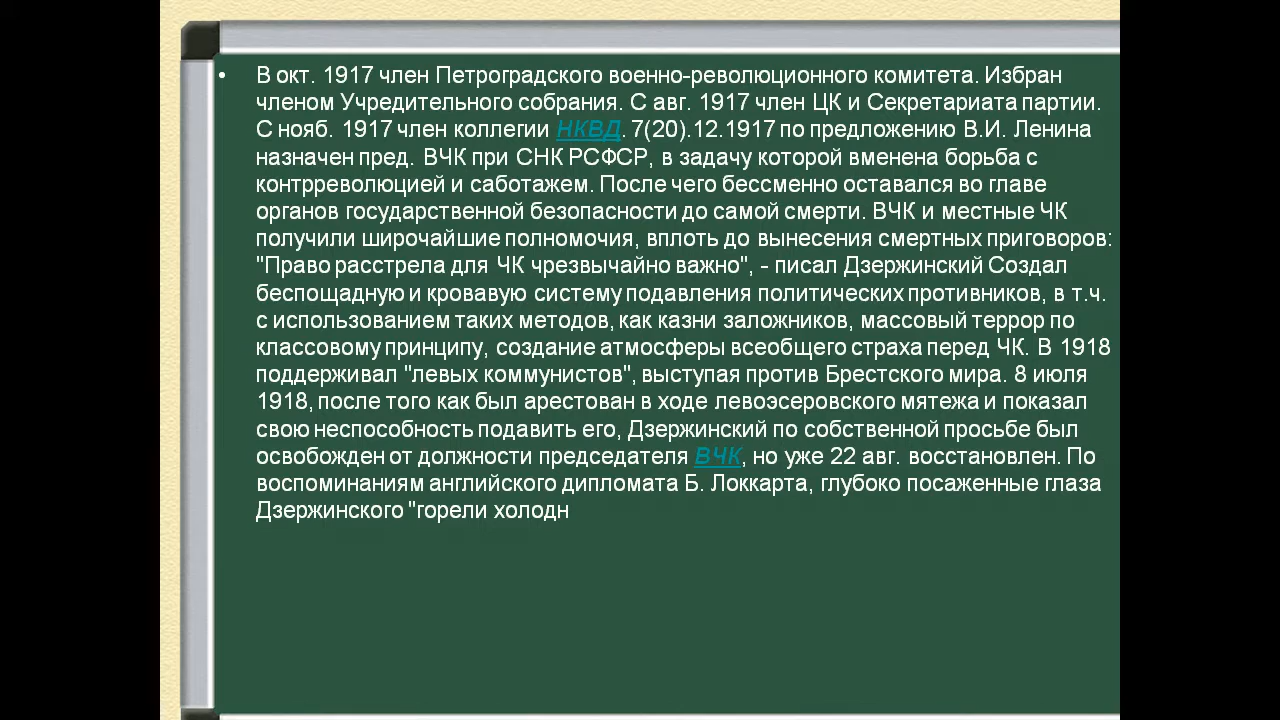 • В окт. 1917 член Петроградского военно-революционного комитета. Избран
членом Учредительного собрания. С авг. 1917 член ЦК и Секретариата партии.
С нояб. 1917 член коллегии НКВД. 7(20).12.1917 по предложению В.И. Ленина
назначен пред. ВЧК при СНК РСФСР, в задачу которой вменена борьба с
контрреволюцией и саботажем. После чего бессменно оставался во главе
органов государственной безопасности до самой смерти. ВЧК и местные ЧК
получили широчайшие полномочия, вплоть до вынесения смертных приговоров:
"Право расстрела для ЧК чрезвычайно важно", - писал Дзержинский Создал
беспощадную и кровавую систему подавления политических противников, в т.ч.
с использованием таких методов, как казни заложников, массовый террор по
классовому принципу, создание атмосферы всеобщего страха перед ЧК. В 1918
поддерживал "левых коммунистов", выступая против Брестского мира. 8 июля
1918, после того как был арестован в ходе левоэсеровского мятежа и показал
свою неспособность подавить его, Дзержинский по собственной просьбе был
освобожден от должности председателя ВЧК, но уже 22 авг. восстановлен. По
воспоминаниям английского дипломата Б. Локкарта, глубоко посаженные глаза
Дзержинского "горели холодн